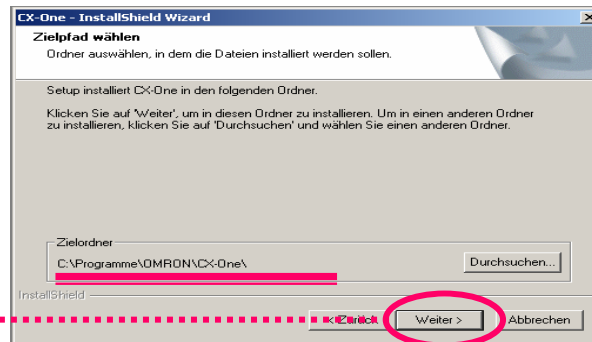 CX-One - InstallShield Wizard
Zielpfad wählen
Ordner auswählen, in dem die Dateien installiert werden sollen.
Setup installiert CX-One in den folgenden Ordner.
Klicken Sie auf 'Weiter', um in diesen Ordner zu installieren. Um in einen anderen Ordner
zu installieren, klicken Sie auf 'Durchsuchen' und wählen Sie einen anderen Ordner.
Zielordner
C:\Programme\OMRON\CX-One\
Durchsuchen...
InstallShield
< Zurück
Weiter >
Abbrechen